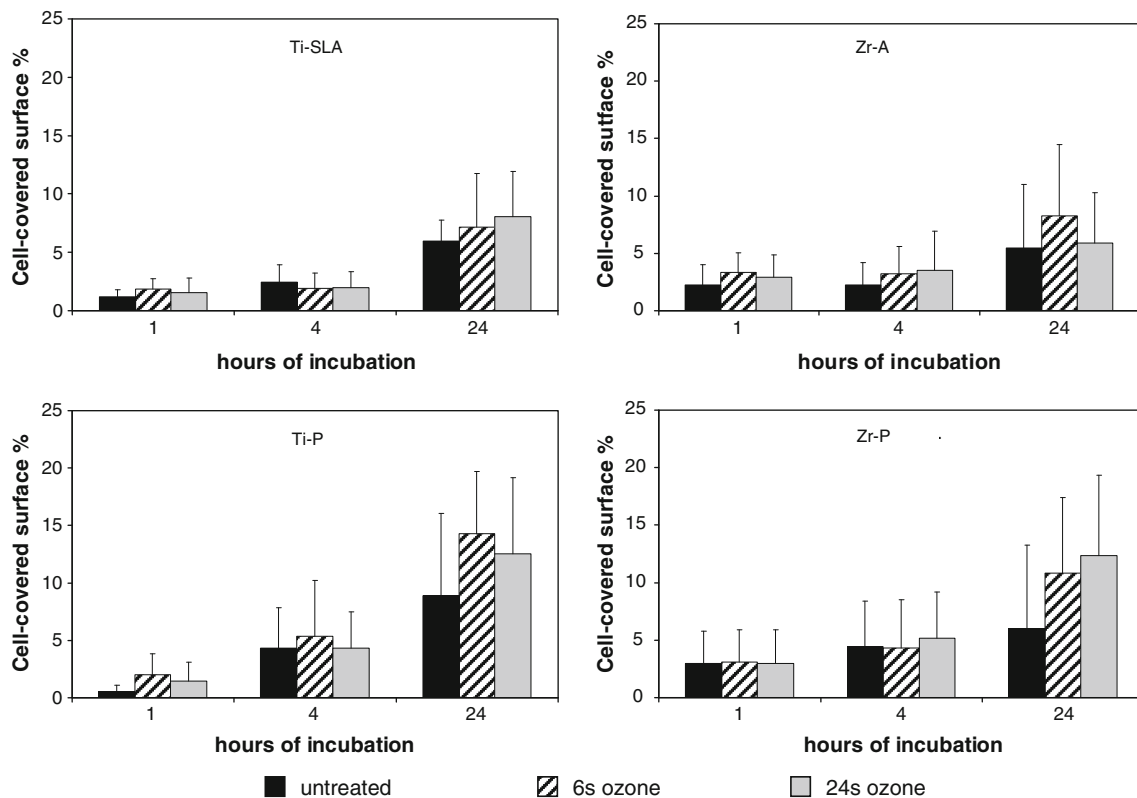 Ti-SLA
Cell-covered surface %
25
20
15
10
5
0
1 4 24
hours of incubation
Zr-A
Cell-covered sutface %
25
20
15
10
5
0
1 4 24
hours of incubation
Ti-P
Cell-covered surface %
25
20
15
10
5
0
1 4 24
hours of incubation
Zr-P
Cell-covered surface %
25
20
15
10
5
0
1 4 24
hours of incubation
untreated 6s ozone 24s ozone